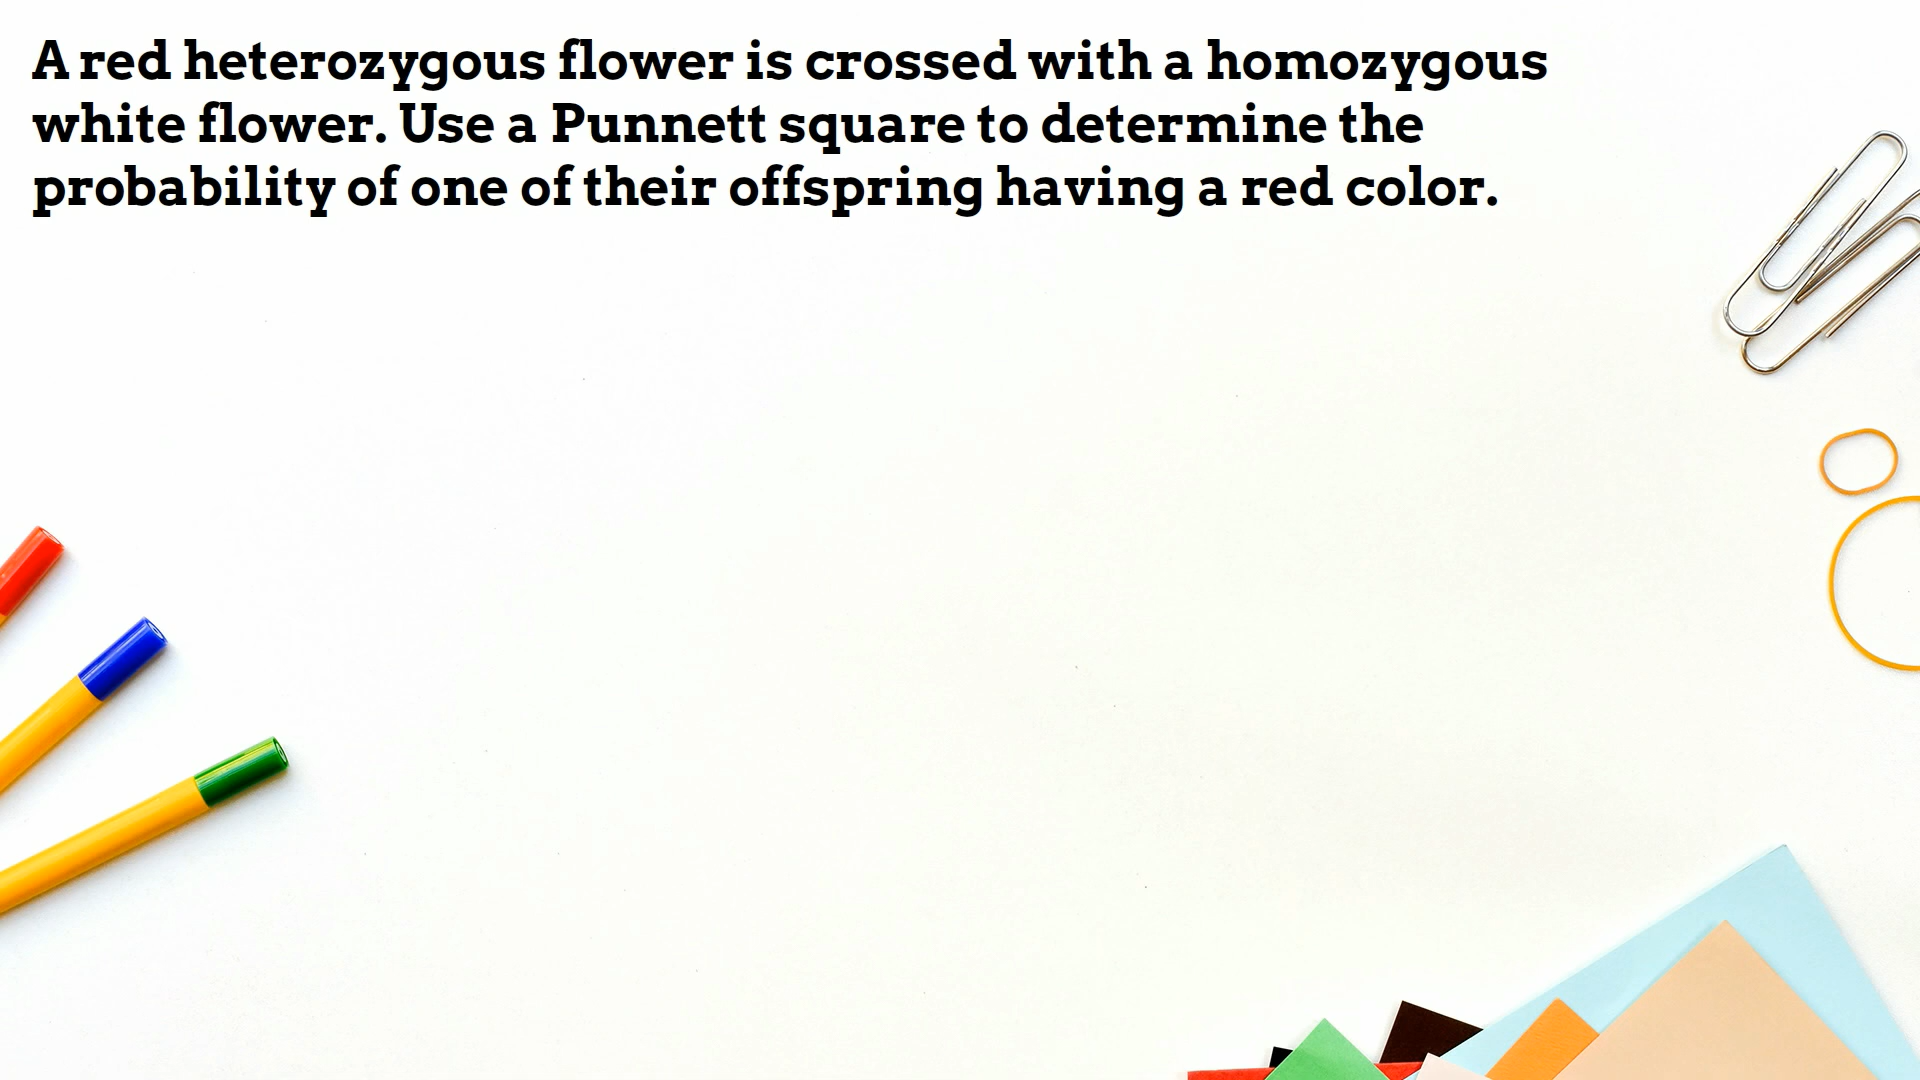 A red heterozygous flower is crossed with a homozygous
white flower. Use a Punnett square to determine the
probability of one of their offspring having a red color.